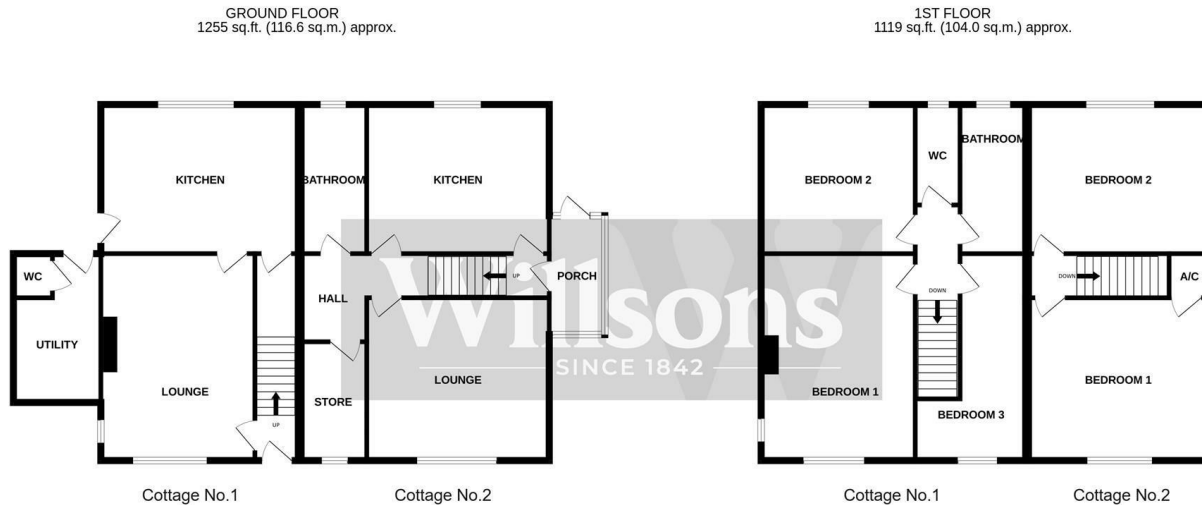 GROUND FLOOR
1255 sq.ft. (116.6 sq.m.) approx.
1ST FLOOR
1119 sq.ft. (104.0 sq.m.) approx.
KITCHEN
BATHROOM
KITCHEN
WC
UTILITY
LOUNGE
UP
HALL
STORE
UP
PORCH
LOUNGE
Cottage No.1
Cottage No.2
BEDROOM 2
WC
BATHROOM
BEDROOM 2
DOWN
DOWN
A/C
BEDROOM 1
BEDROOM 3
BEDROOM 1
Cottage No.1
Cottage No.2
Willsons
SINCE 1842